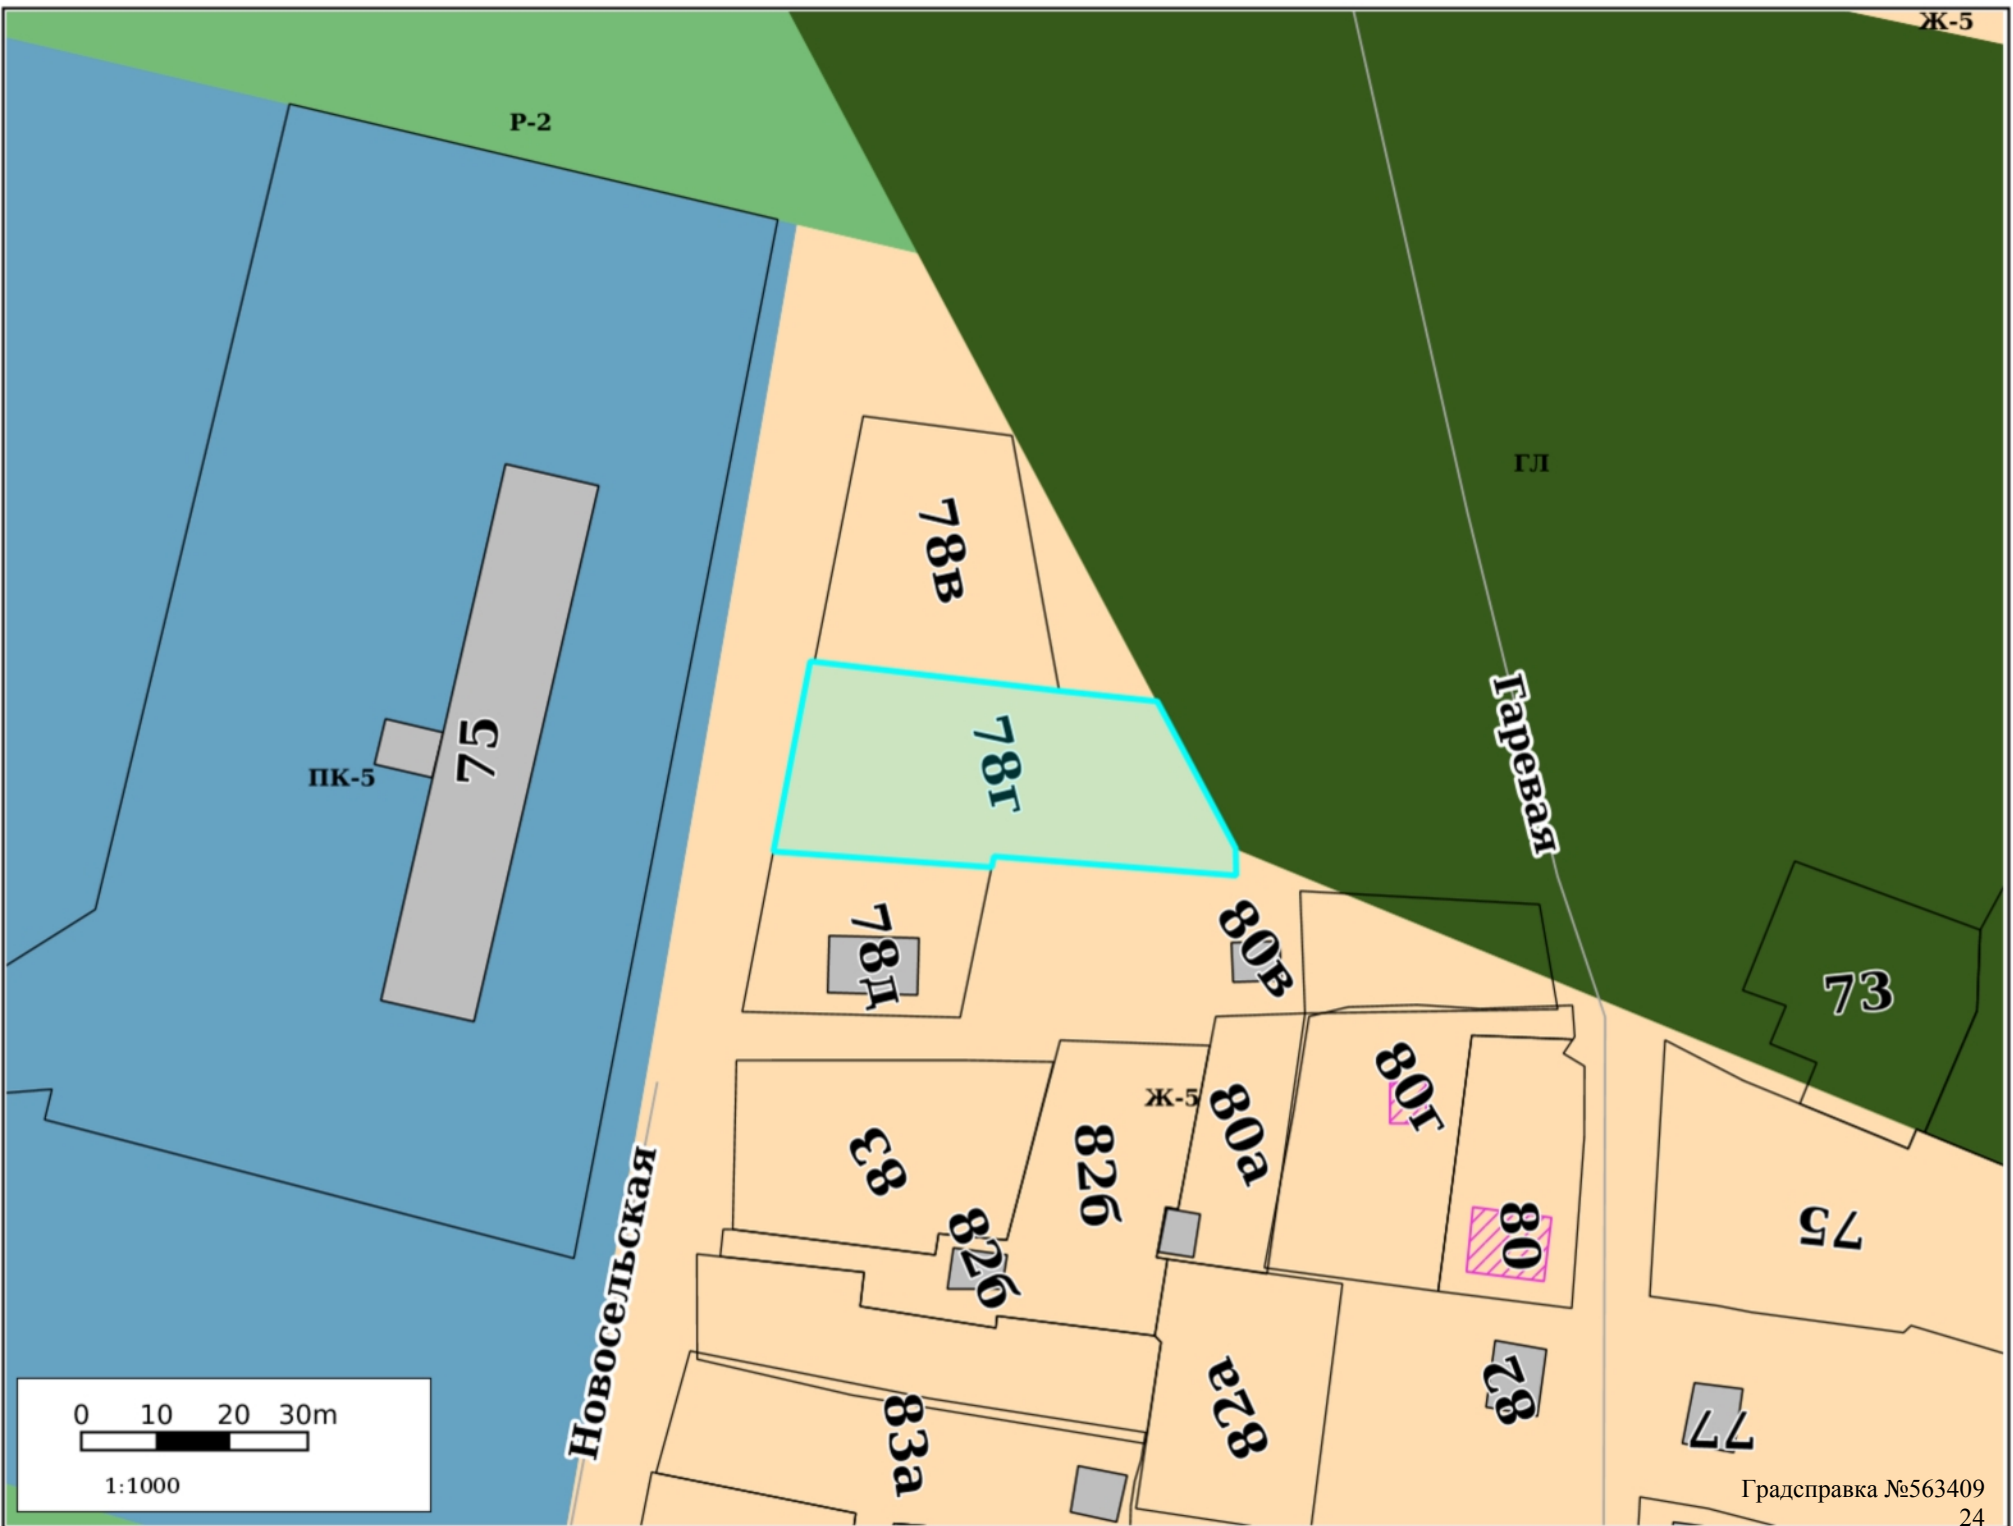 Ж-5
Р-2
ГЛ
78в
Гаревая
75
ПК-5
78г
78д
80в
73
80г
Ж-5
80а
83
82б
80
75
82б
Новосельская
82а
82
77
83а
0 10 20 30m
1:1000
Градсправка №563409
24